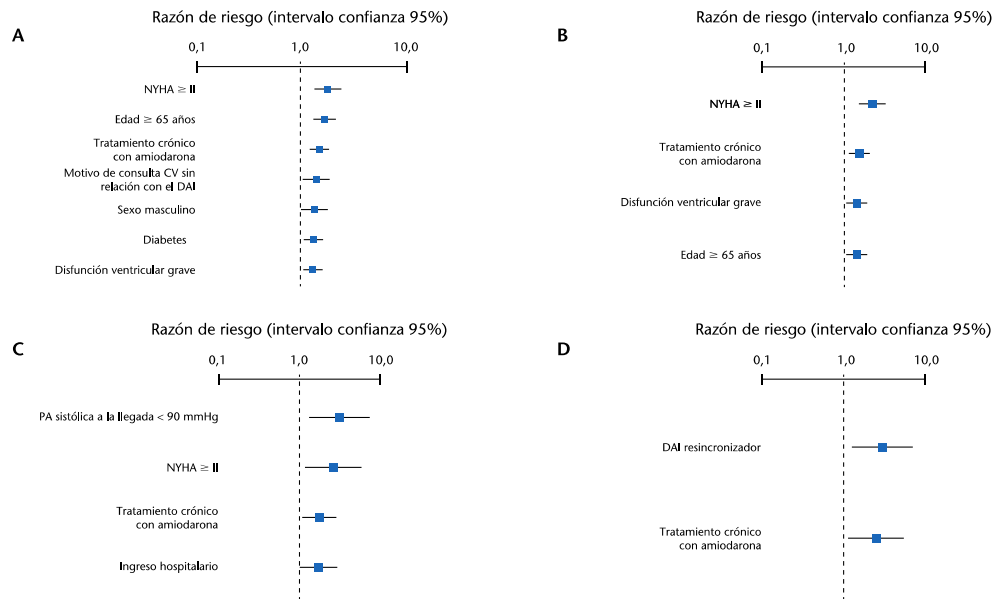 Razón de riesgo (intervalo confianza 95%)
A
0,1 1,0 10,0
NYHA ≥ II
Edad ≥ 65 años
Tratamiento crónico
con amiodarona
Motivo de consulta CV sin
relación con el DAI
Sexo masculino
Diabetes
Disfunción ventricular grave
Razón de riesgo (intervalo confianza 95%)
B
0,1 1,0 10,0
NYHA ≥ II
Tratamiento crónico
con amiodarona
Disfunción ventricular grave
Edad ≥ 65 años
Razón de riesgo (intervalo confianza 95%)
C
0,1 1,0 10,0
PA sistólica a la llegada < 90 mmHg
NYHA ≥ II
Tratamiento crónico
con amiodarona
Ingreso hospitalario
Razón de riesgo (intervalo confianza 95%)
D
0,1 1,0 10,0
DAI resincronizador
Tratamiento crónico
con amiodarona